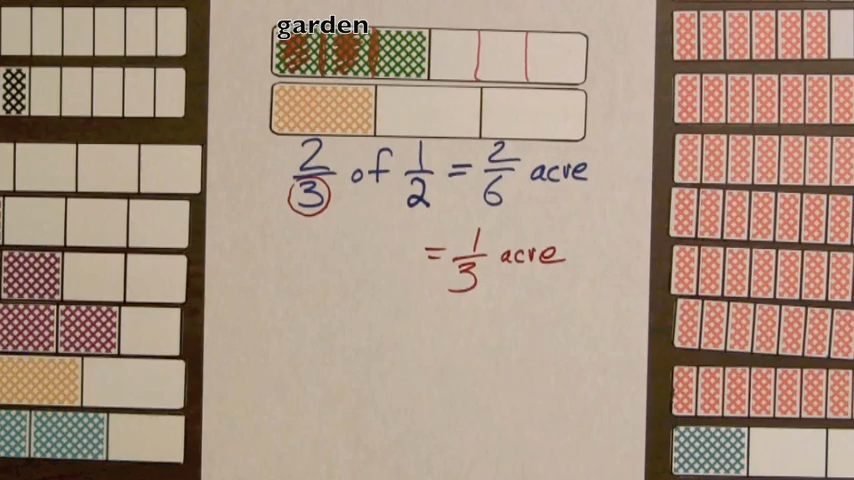 garden
2/3 of 1/2 = 2/6 acre
= 1/3 acre